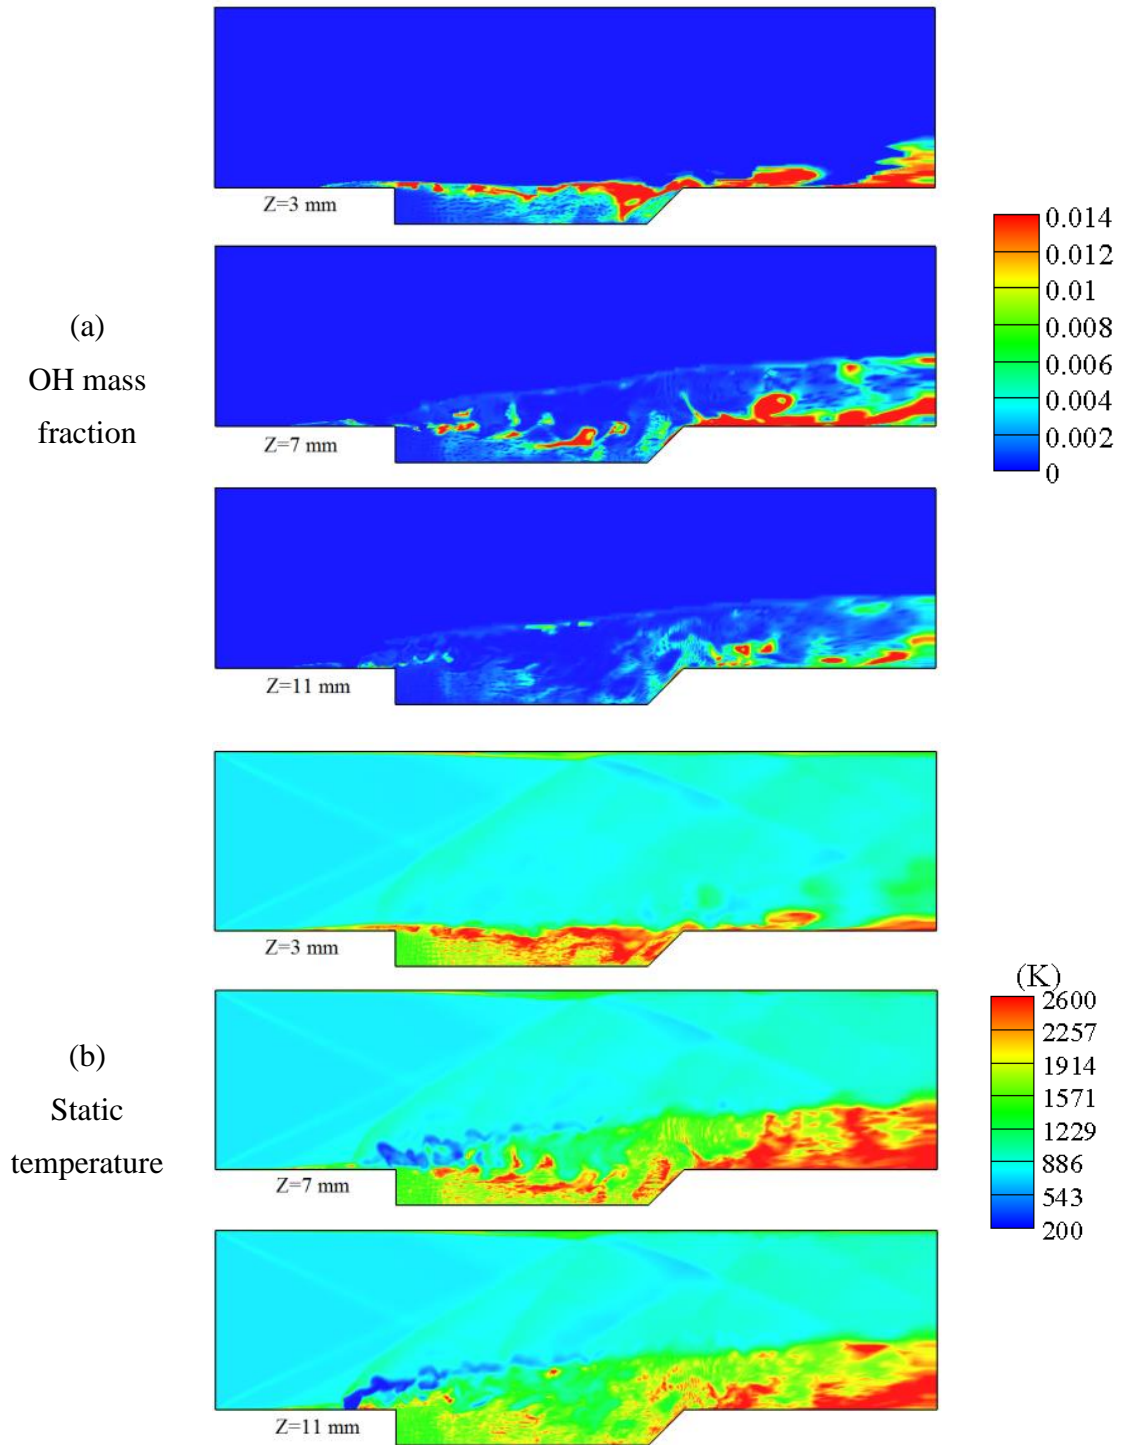 Z=3 mm
(a)
OH mass
fraction
Z=7 mm
Z=11 mm
0.014
0.012
0.01
0.008
0.006
0.004
0.002
0
Z=3 mm
(b)
Static
temperature
Z=7 mm
Z=11 mm
(K)
2600
2257
1914
1571
1229
886
543
200